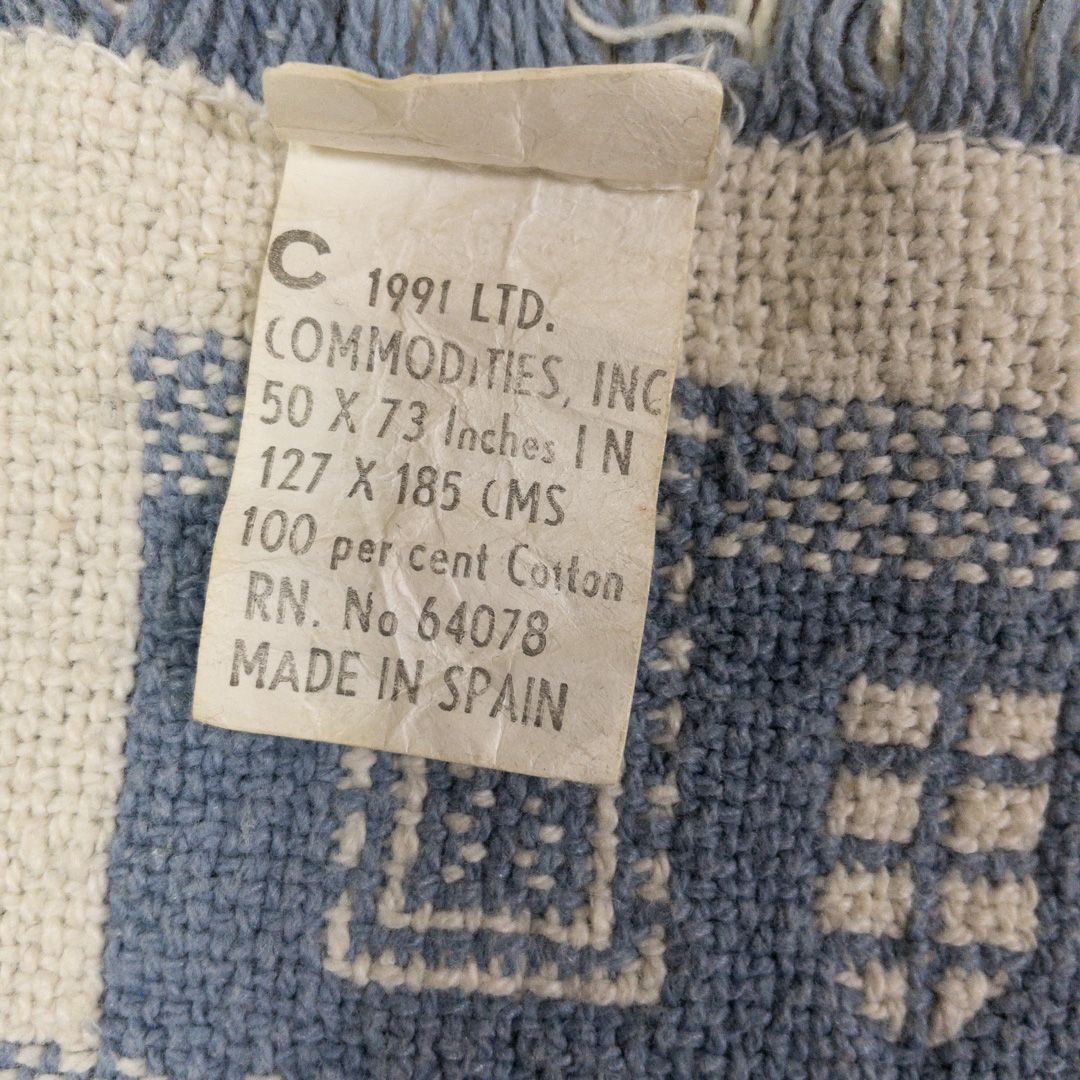 C 1991 LTD.
COMMODITIES, INC
50 X 73 Inches I N
127 X 185 CMS
100 per cent Cotton
RN. No 64078
MADE IN SPAIN